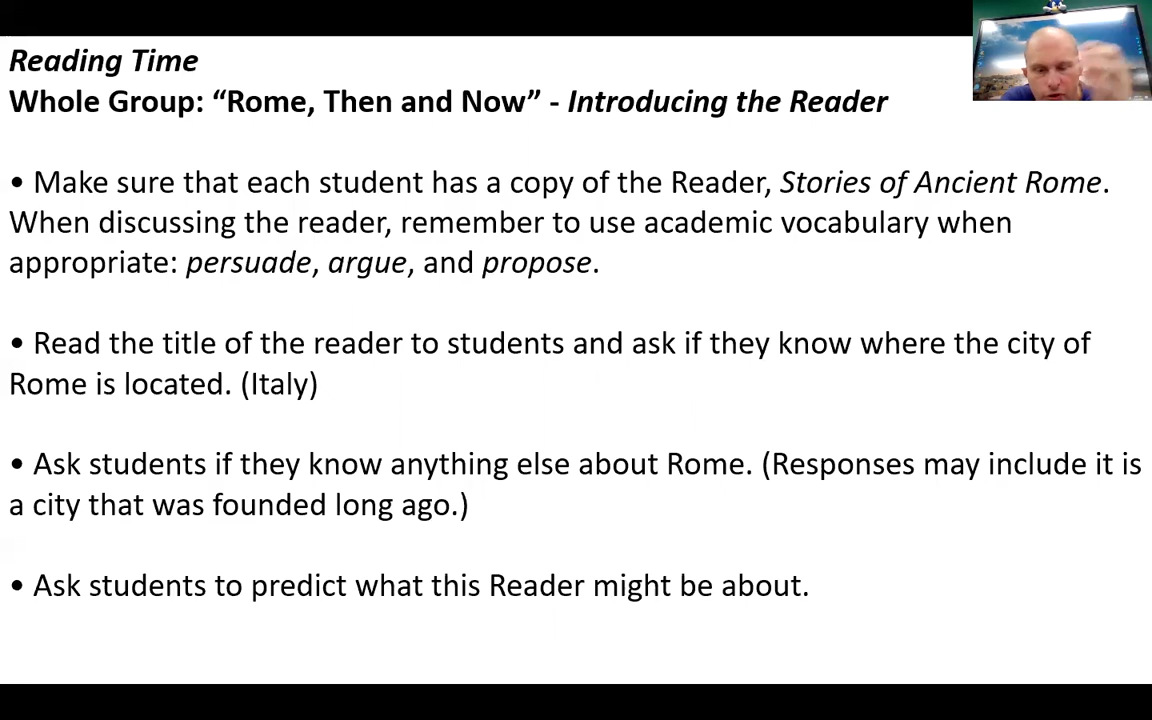 Reading Time
Whole Group: “Rome, Then and Now” - Introducing the Reader
• Make sure that each student has a copy of the Reader, Stories of Ancient Rome.
When discussing the reader, remember to use academic vocabulary when
appropriate: persuade, argue, and propose.
• Read the title of the reader to students and ask if they know where the city of
Rome is located. (Italy)
• Ask students if they know anything else about Rome. (Responses may include it is
a city that was founded long ago.)
• Ask students to predict what this Reader might be about.